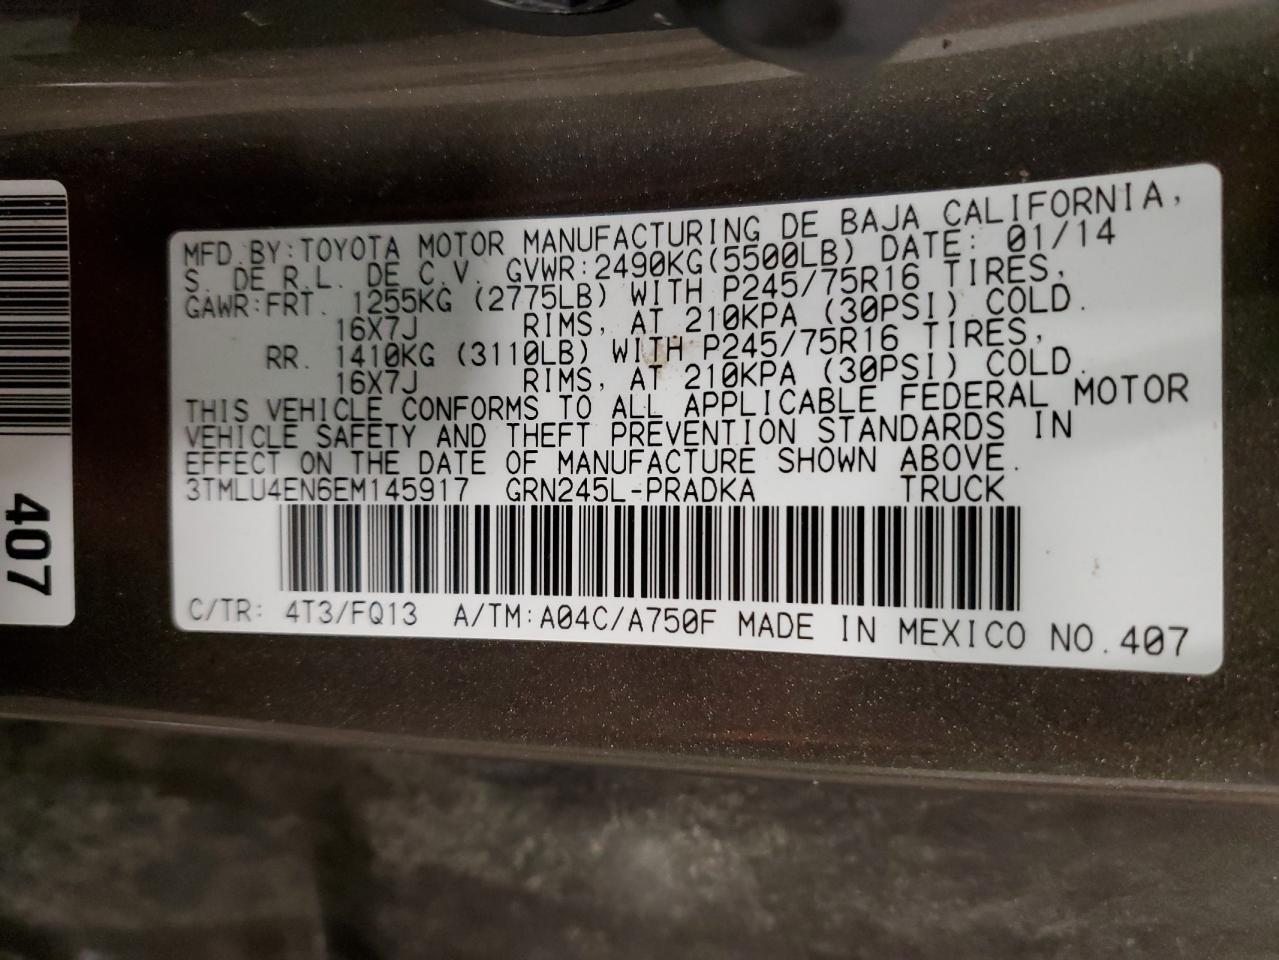 MFD.BY:TOYOTA MOTOR MANUFACTURING DE BAJA CALIFORNIA,
S. DE R.L. DE C.V. GVWR:2490KG(5500LB) DATE: 01/14
GAWR:FRT. 1255KG (2775LB) WITH P245/75R16 TIRES,
16X7J RIMS, AT 210KPA (30PSI) COLD.
RR. 1410KG (3110LB) WITH P245/75R16 TIRES,
16X7J RIMS, AT 210KPA (30PSI) COLD.
THIS VEHICLE CONFORMS TO ALL APPLICABLE FEDERAL MOTOR
VEHICLE SAFETY AND THEFT PREVENTION STANDARDS IN
EFFECT ON THE DATE OF MANUFACTURE SHOWN ABOVE.
3TMLU4EN6EM145917 GRN245L-PRADKA TRUCK
C/TR: 4T3/FQ13 A/TM:A04C/A750F MADE IN MEXICO NO.407
407